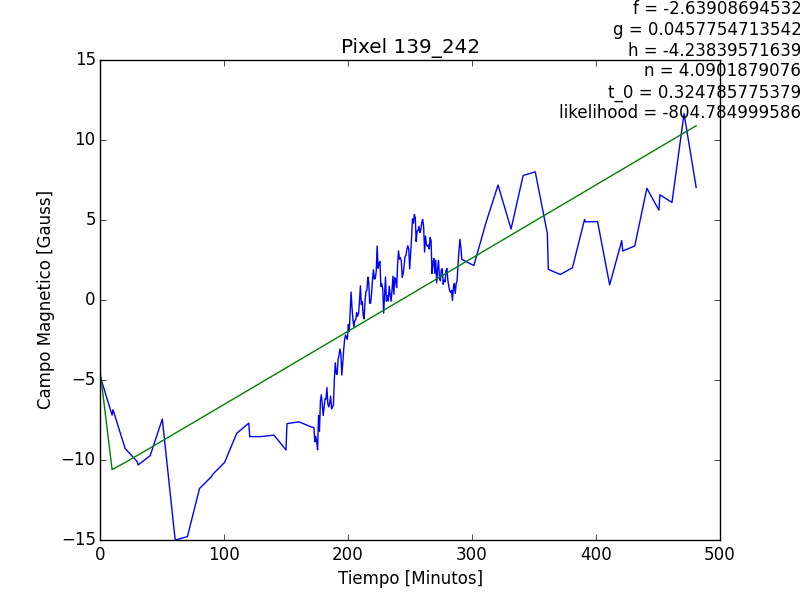 f = -2.63908694532
g = 0.0457754713542
h = -4.23839571639
n = 4.0901879076
t_0 = 0.324785775379
likelihood = -804.784999586
Pixel 139_242
15
10
5
0
−5
−10
−15
Campo Magnetico [Gauss]
0 100 200 300 400 500
Tiempo [Minutos]